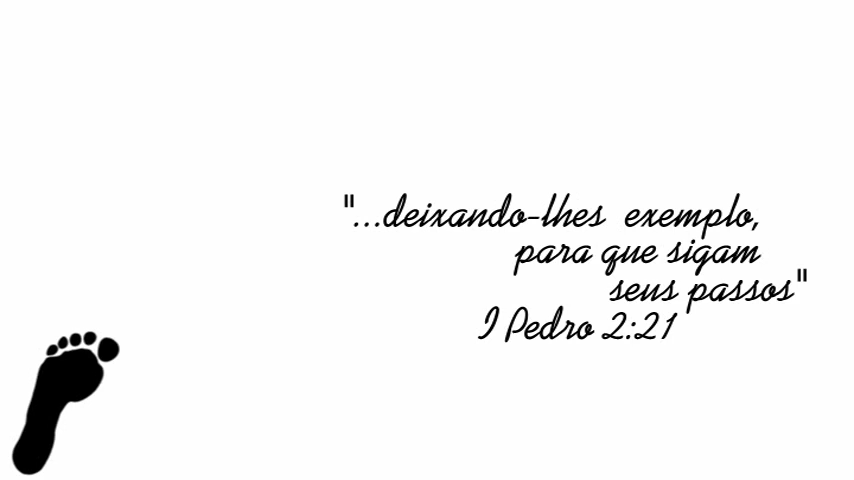 "...deixando-lhes exemplo,
para que sigam
seus passos"
I Pedro 2:21